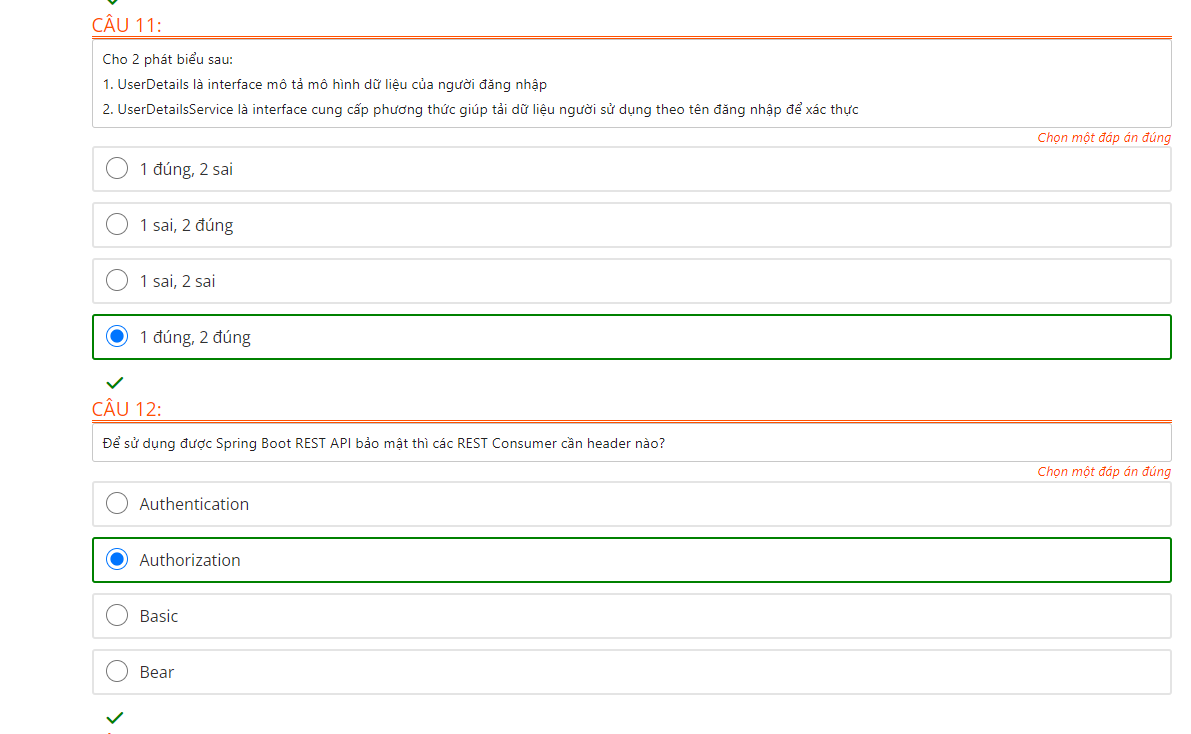 CÂU 11:
Cho 2 phát biểu sau:
1. UserDetails là interface mô tả mô hình dữ liệu của người đăng nhập
2. UserDetailsService là interface cung cấp phương thức giúp tải dữ liệu người sử dụng theo tên đăng nhập để xác thực
Chọn một đáp án đúng
1 đúng, 2 sai
1 sai, 2 đúng
1 sai, 2 sai
1 đúng, 2 đúng
CÂU 12:
Để sử dụng được Spring Boot REST API bảo mật thì các REST Consumer cần header nào?
Chọn một đáp án đúng
Authentication
Authorization
Basic
Bear